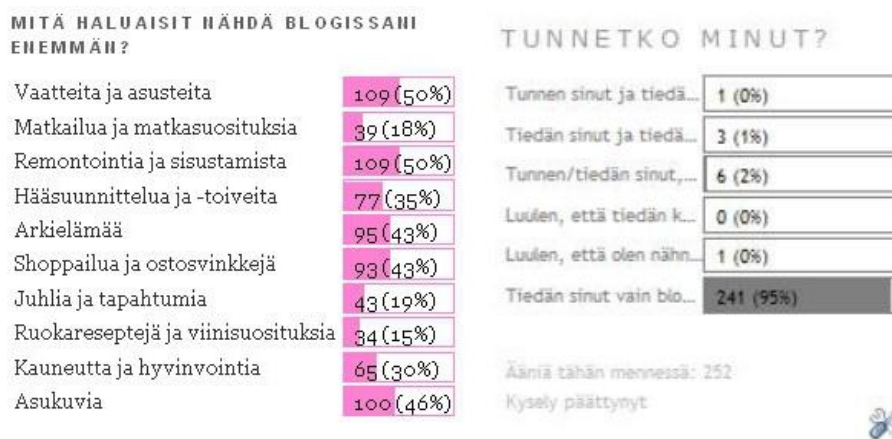 MITÄ HALUAISIT NÄHDÄ BLOGISSANI
ENEMMÄN?
Vaatteita ja asusteita 109 (50%)
Matkailua ja matkasuosituksia 39 (18%)
Remontointia ja sisustamista 109 (50%)
Hääsuunnittelua ja -toiveita 77 (35%)
Arkielämää 95 (43%)
Shoppailua ja ostosvinkkejä 93 (43%)
Juhlia ja tapahtumia 43 (19%)
Ruokareseptejä ja viinisuosituksia 34 (15%)
Kauneutta ja hyvinvointia 65 (30%)
Asukuvia 100 (46%)
TUNNETKO MINUT?
Tunnen sinut ja tiedä... 1 (0%)
Tiedän sinut ja tiedä... 3 (1%)
Tunnen/tiedän sinut,... 6 (2%)
Luulen, että tiedän k... 0 (0%)
Luulen, että olen nähn... 1 (0%)
Tiedän sinut vain blo... 241 (95%)
Ääniä tähän mennessä: 252
Kysely päättynyt